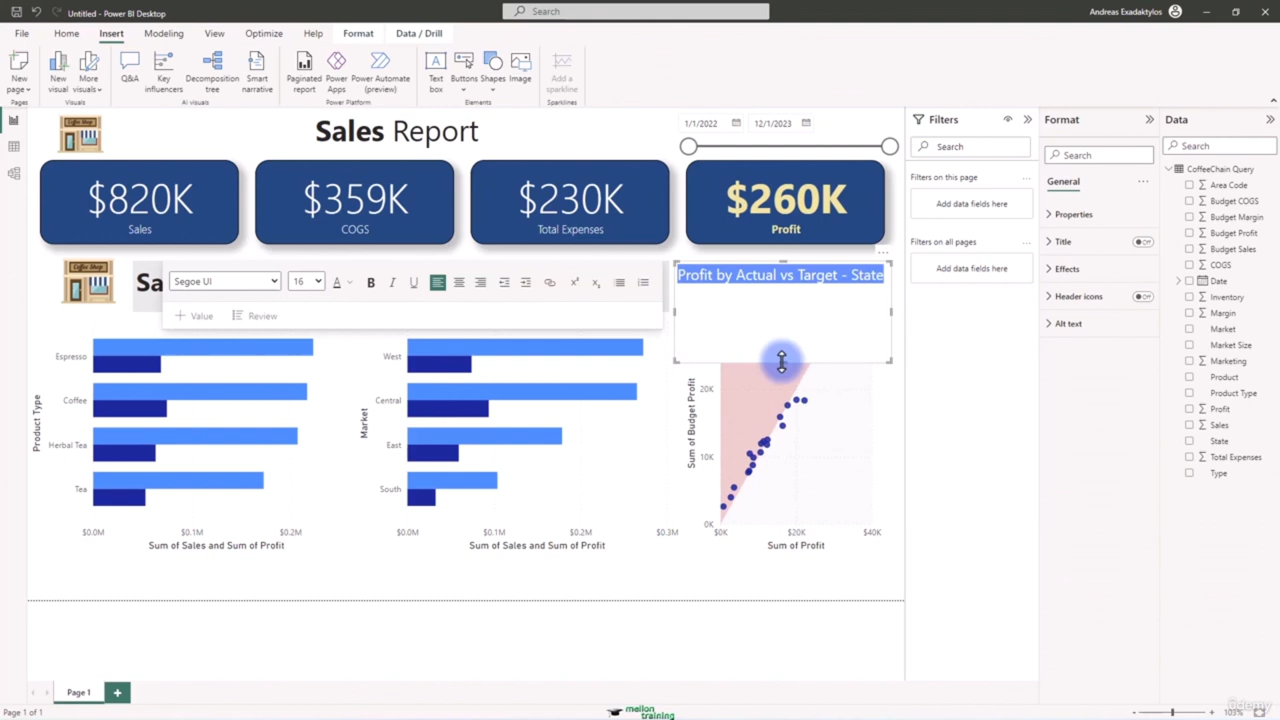 Untitled - Power BI Desktop
Search
Andreas Exadaktylos
File
Home
Insert
Modeling
View
Optimize
Help
Format
Data / Drill
New page
New visual
More visuals
Q&A
Key influencers
Decomposition tree
Smart narrative
Paginated report
Power Apps
Power Automate (preview)
Text box
Buttons
Shapes
Image
Add a sparkline
Pages
Visuals
AI visuals
Power Platform
Elements
Sparklines
Coffee Shop
Sales Report
1/1/2022
12/1/2023
$820K
Sales
$359K
COGS
$230K
Total Expenses
$260K
Profit
Coffee Shop
Sa
Segoe UI
16
A
B
I
U
Value
Review
Profit by Actual vs Target - State
Product Type
Espresso
Coffee
Herbal Tea
Tea
$0.0M
$0.1M
$0.2M
Sum of Sales and Sum of Profit
Market
West
Central
East
South
$0.0M
$0.1M
$0.2M
$0.3M
Sum of Sales and Sum of Profit
Sum of Budget Profit
20K
10K
0K
$0K
$20K
$40K
Sum of Profit
Filters
Search
Filters on this page
Add data fields here
Filters on all pages
Add data fields here
Format
Search
General
Properties
Title
Off
Effects
Header icons
Off
Alt text
Data
Search
CoffeeChain Query
Area Code
Budget COGS
Budget Margin
Budget Profit
Budget Sales
COGS
Date
Inventory
Margin
Market
Market Size
Marketing
Product
Product Type
Profit
Sales
State
Total Expenses
Type
Page 1
Page 1 of 1
mellon training
103%
ûdemy